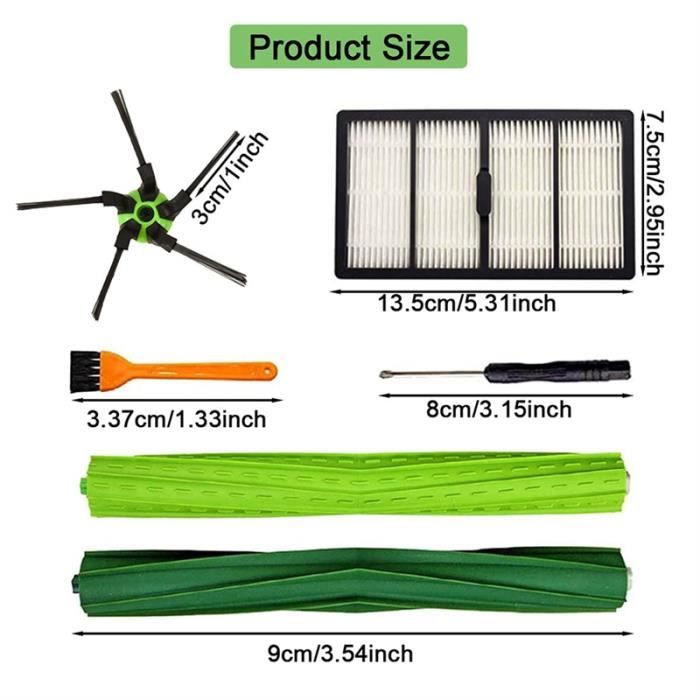 Product Size
3cm/1inch
7.5cm/2.95inch
13.5cm/5.31inch
3.37cm/1.33inch
8cm/3.15inch
9cm/3.54inch